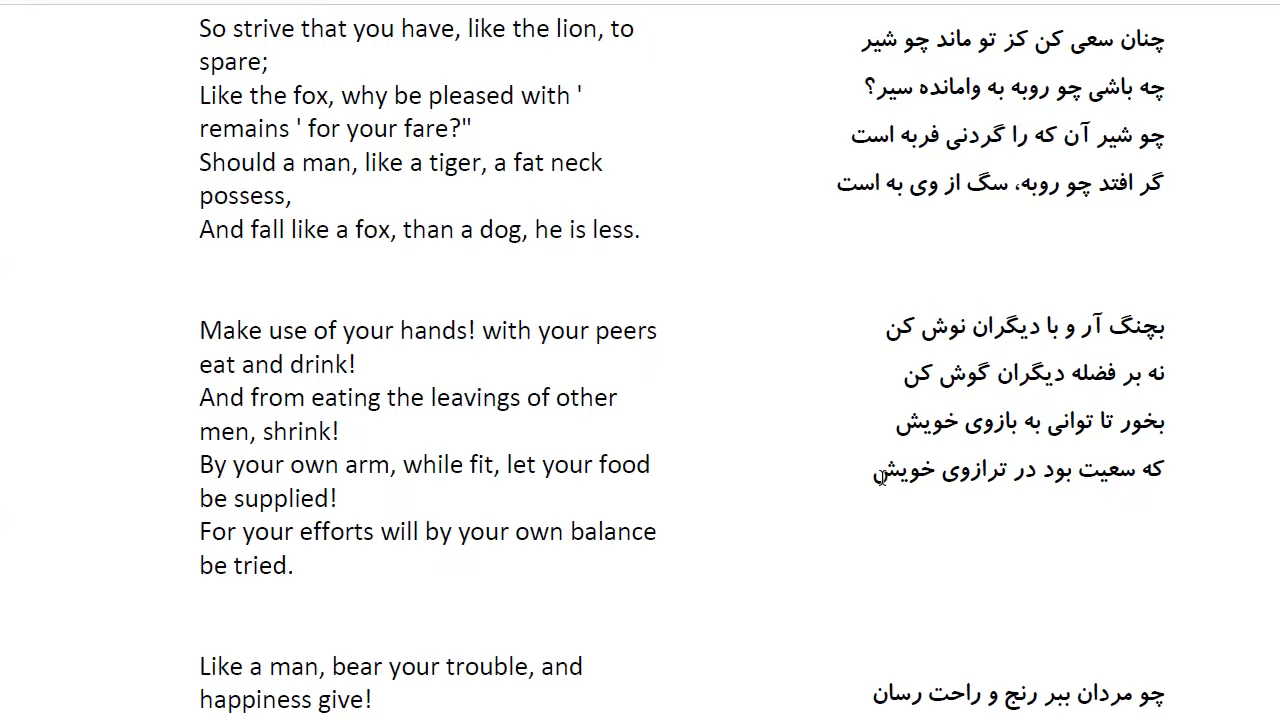 So strive that you have, like the lion, to
spare;
Like the fox, why be pleased with '
remains ' for your fare?"
Should a man, like a tiger, a fat neck
possess,
And fall like a fox, than a dog, he is less.
چنان سعی کن کز تو ماند چو شیر
چه باشی چو روبه به وامانده سیر؟
چو شیر آن که را گردنی فربه است
گر افتد چو روبه، سگ از وی به است
Make use of your hands! with your peers
eat and drink!
And from eating the leavings of other
men, shrink!
By your own arm, while fit, let your food
be supplied!
For your efforts will by your own balance
be tried.
بچنگ آر و با دیگران نوش کن
نه بر فضله دیگران گوش کن
بخور تا توانی به بازوی خویش
که سعیت بود در ترازوی خویش
Like a man, bear your trouble, and
happiness give!
چو مردان ببر رنج و راحت رسان